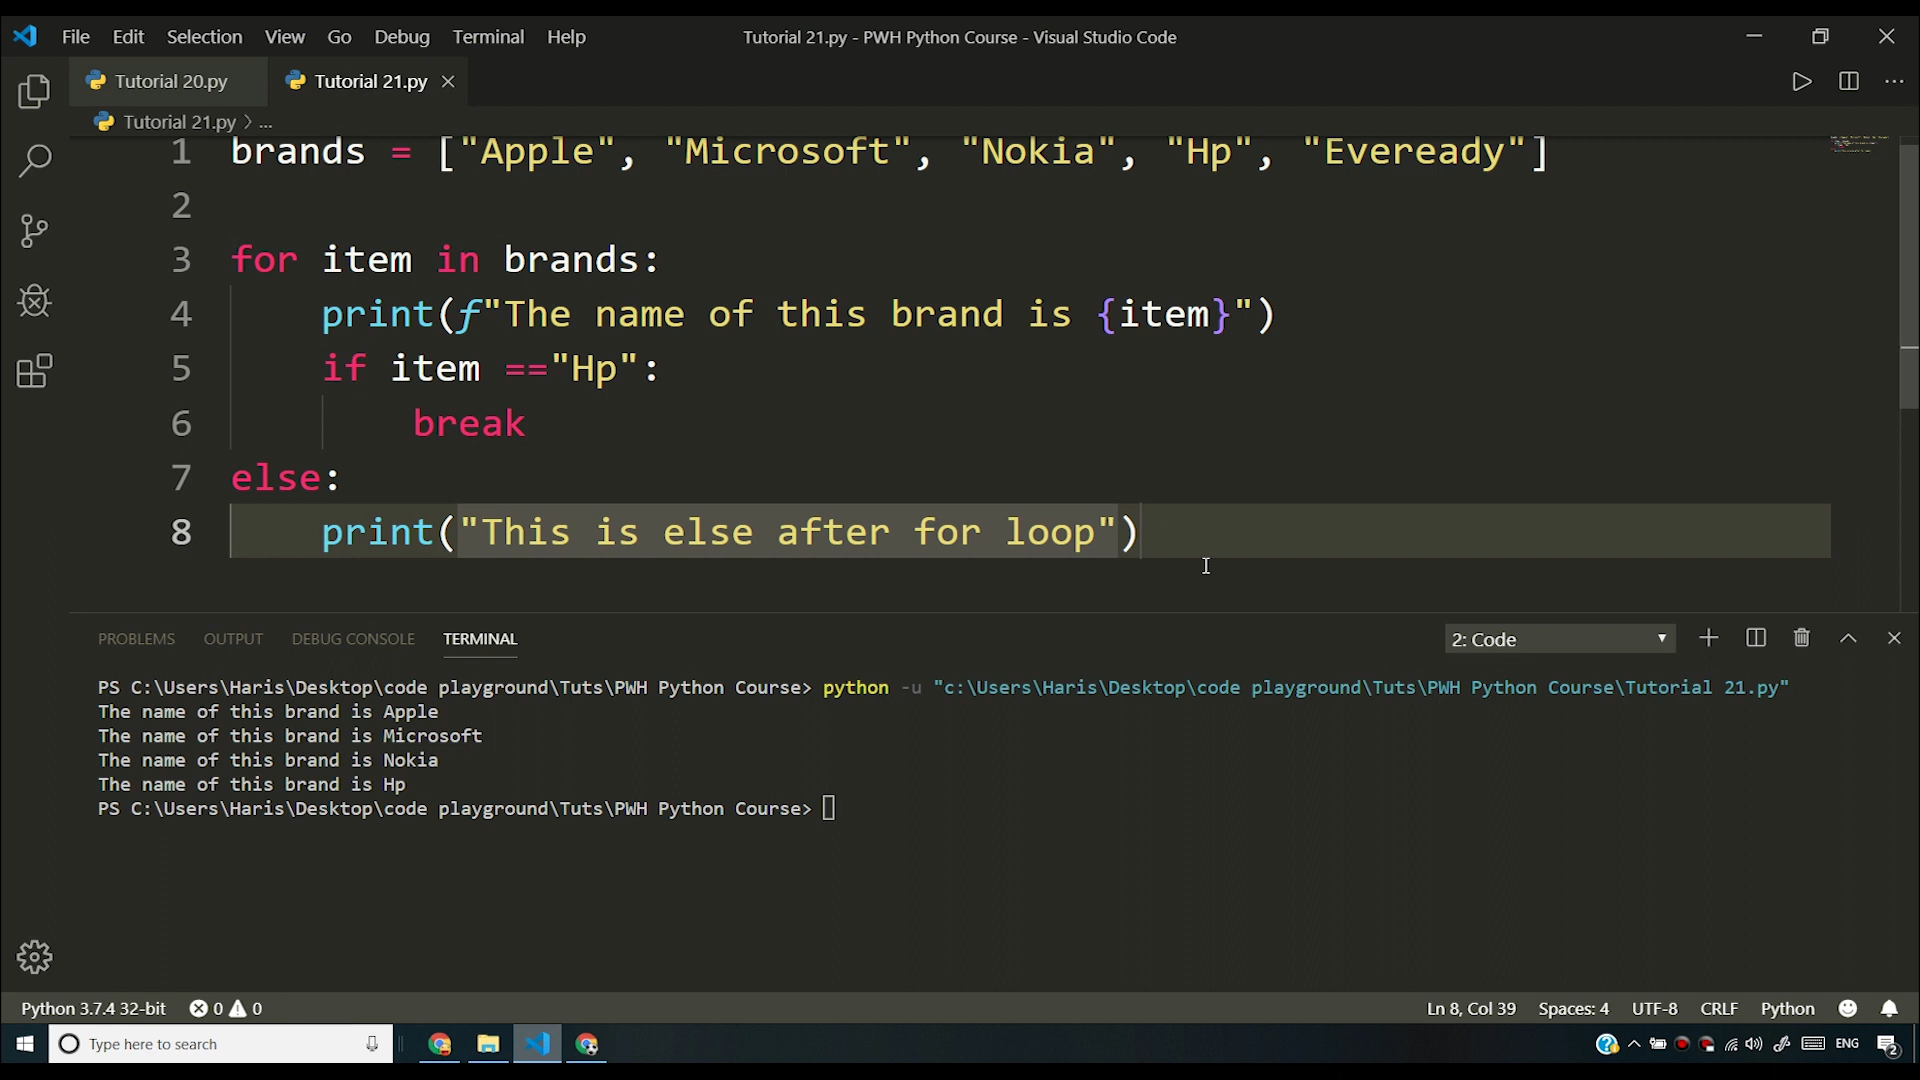 File Edit Selection View Go Debug Terminal Help Tutorial 21.py - PWH Python Course - Visual Studio Code
Tutorial 20.py Tutorial 21.py
Tutorial 21.py > ...
1 brands = ["Apple", "Microsoft", "Nokia", "Hp", "Eveready"]
2
3 for item in brands:
4     print(f"The name of this brand is {item}")
5     if item =="Hp":
6         break
7 else:
8     print("This is else after for loop")
PROBLEMS OUTPUT DEBUG CONSOLE TERMINAL 2: Code
PS C:\Users\Haris\Desktop\code playground\Tuts\PWH Python Course> python -u "c:\Users\Haris\Desktop\code playground\Tuts\PWH Python Course\Tutorial 21.py"
The name of this brand is Apple
The name of this brand is Microsoft
The name of this brand is Nokia
The name of this brand is Hp
PS C:\Users\Haris\Desktop\code playground\Tuts\PWH Python Course>
Python 3.7.4 32-bit 0 0 Ln 8, Col 39 Spaces: 4 UTF-8 CRLF Python
Type here to search ENG 2